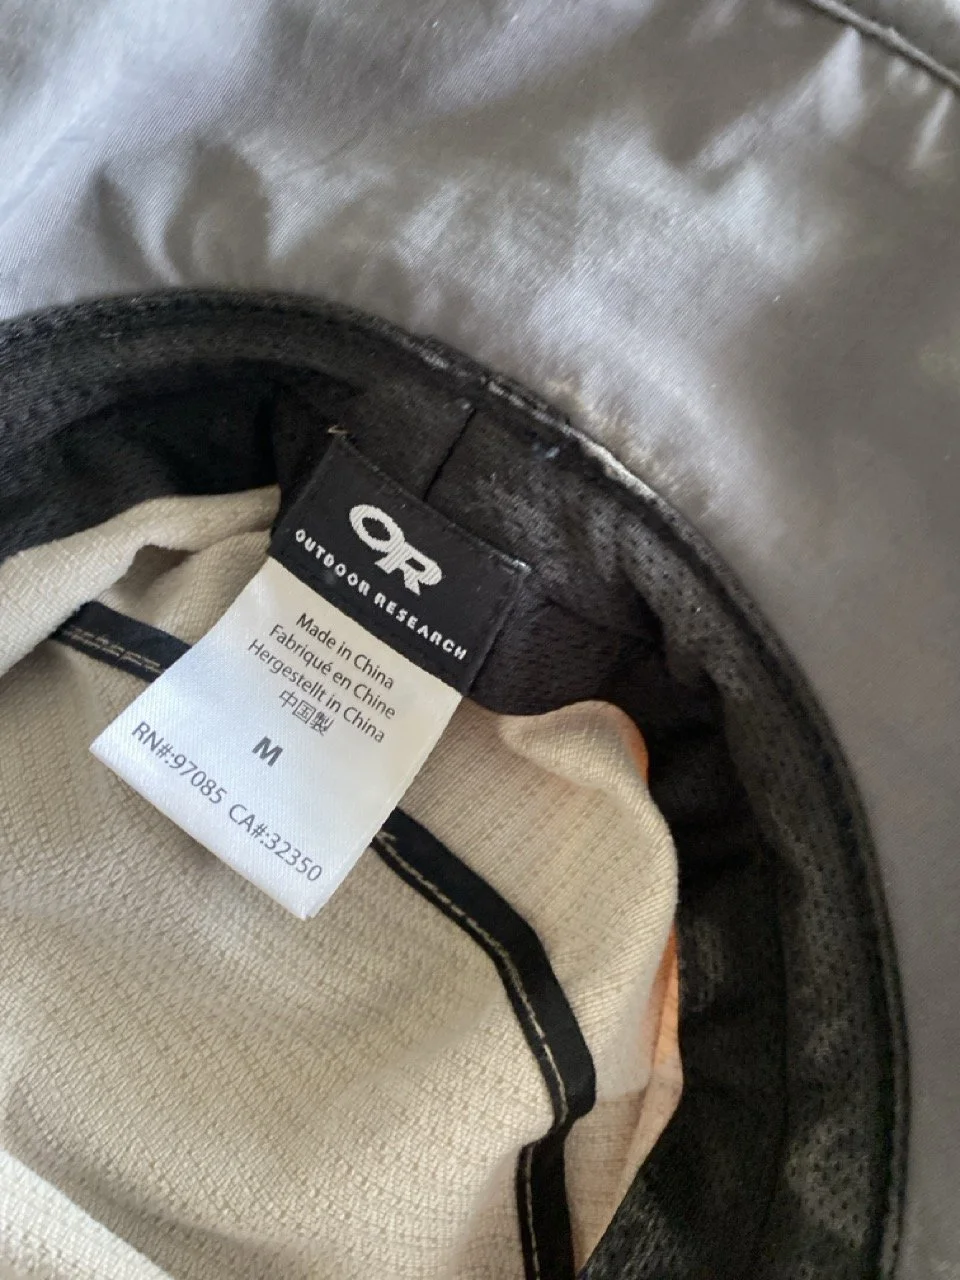 OR
OUTDOOR RESEARCH
Made in China
Fabriqué en Chine
Hergestellt in China
中国製
M
RN#:97085 CA#:32350